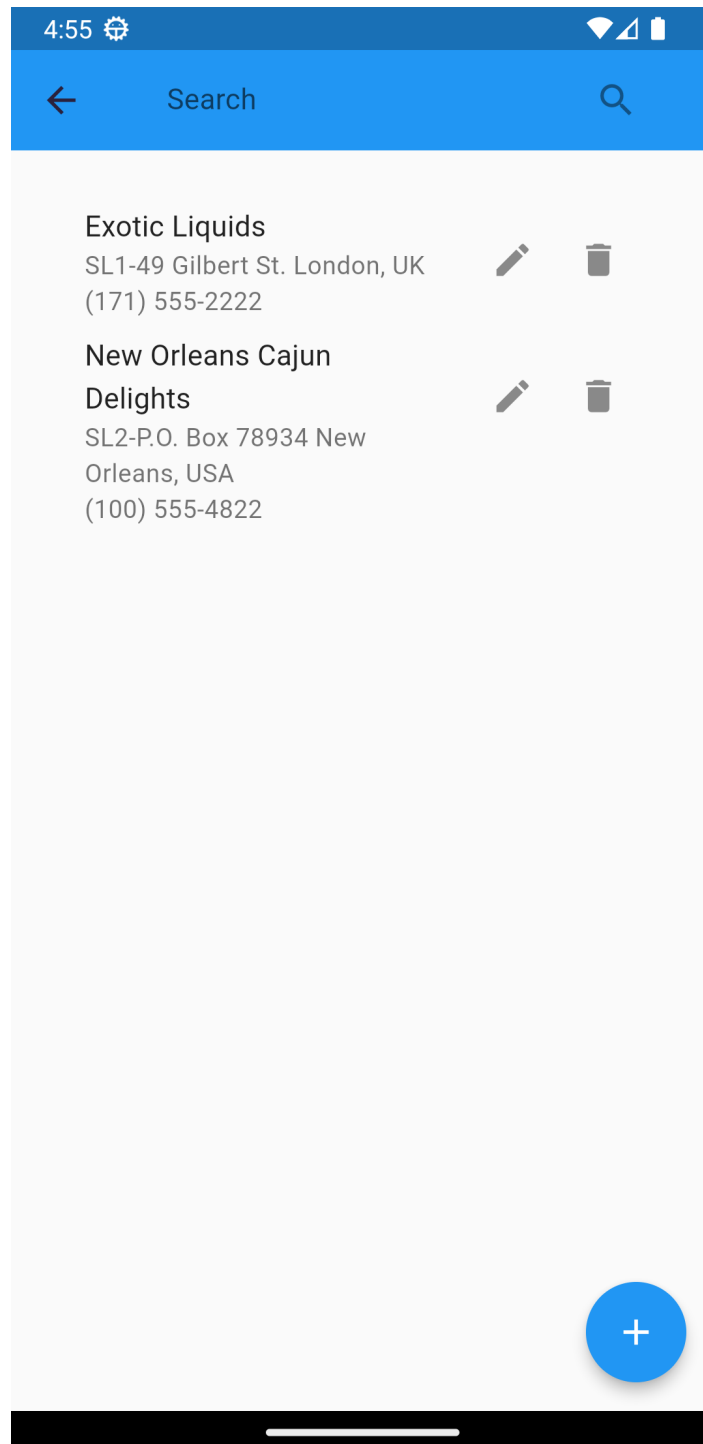 4:55
Search
Exotic Liquids
SL1-49 Gilbert St. London, UK
(171) 555-2222
New Orleans Cajun
Delights
SL2-P.O. Box 78934 New
Orleans, USA
(100) 555-4822